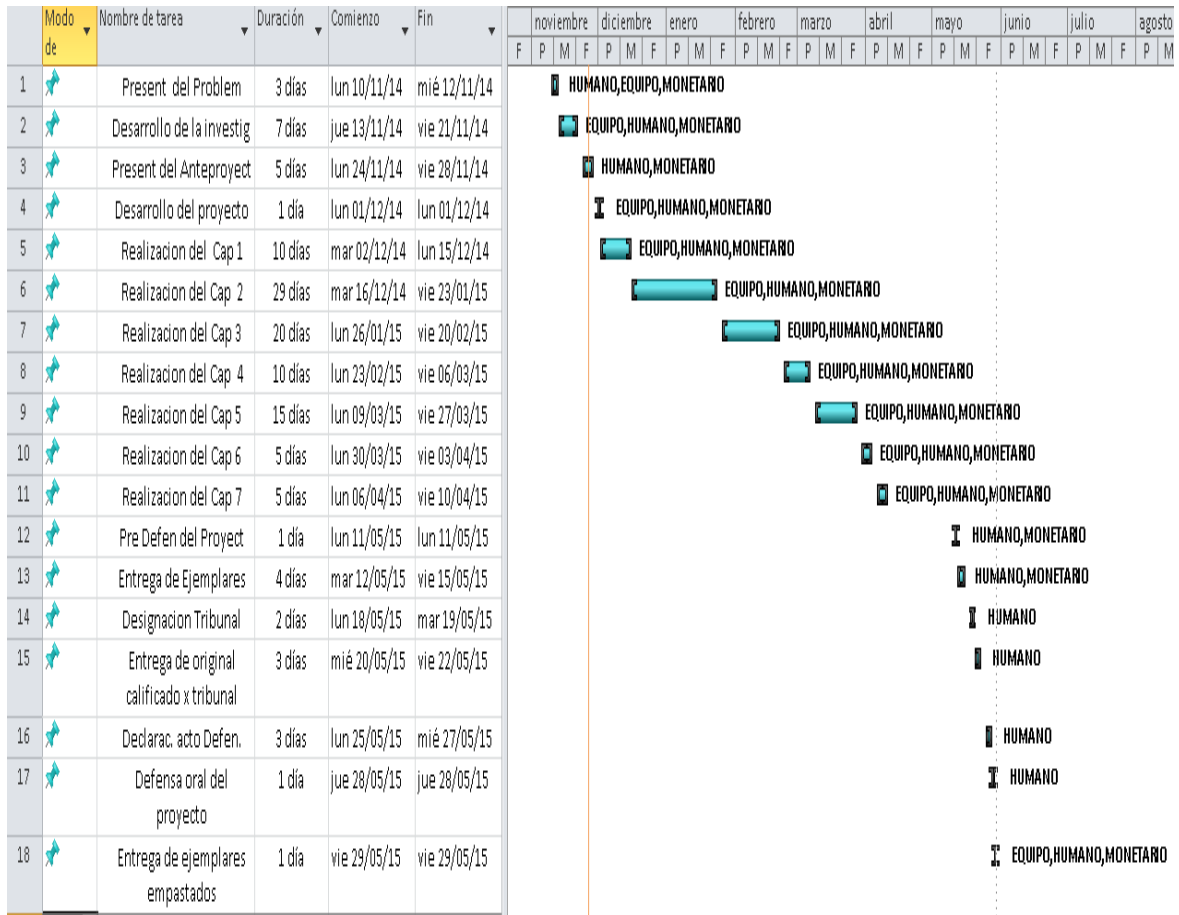 Modo de Nombre de tarea Duración Comienzo Fin
noviembre diciembre enero febrero marzo abril mayo junio julio agosto
F P M F P M F P M F P M F P M F P M F P M F P M F P M F P M
1 Present del Problem 3 días lun 10/11/14 mié 12/11/14 HUMANO,EQUIPO,MONETARIO
2 Desarrollo de la investig 7 días jue 13/11/14 vie 21/11/14 EQUIPO,HUMANO,MONETARIO
3 Present del Anteproyect 5 días lun 24/11/14 vie 28/11/14 HUMANO,MONETARIO
4 Desarrollo del proyecto 1 día lun 01/12/14 lun 01/12/14 EQUIPO,HUMANO,MONETARIO
5 Realizacion del Cap 1 10 días mar 02/12/14 lun 15/12/14 EQUIPO,HUMANO,MONETARIO
6 Realizacion del Cap 2 29 días mar 16/12/14 vie 23/01/15 EQUIPO,HUMANO,MONETARIO
7 Realizacion del Cap 3 20 días lun 26/01/15 vie 20/02/15 EQUIPO,HUMANO,MONETARIO
8 Realizacion del Cap 4 10 días lun 23/02/15 vie 06/03/15 EQUIPO,HUMANO,MONETARIO
9 Realizacion del Cap 5 15 días lun 09/03/15 vie 27/03/15 EQUIPO,HUMANO,MONETARIO
10 Realizacion del Cap 6 5 días lun 30/03/15 vie 03/04/15 EQUIPO,HUMANO,MONETARIO
11 Realizacion del Cap 7 5 días lun 06/04/15 vie 10/04/15 EQUIPO,HUMANO,MONETARIO
12 Pre Defen del Proyect 1 día lun 11/05/15 lun 11/05/15 HUMANO,MONETARIO
13 Entrega de Ejemplares 4 días mar 12/05/15 vie 15/05/15 HUMANO,MONETARIO
14 Designacion Tribunal 2 días lun 18/05/15 mar 19/05/15 HUMANO
15 Entrega de original 3 días mié 20/05/15 vie 22/05/15 HUMANO
calificado x tribunal
16 Declarac. acto Defen. 3 días lun 25/05/15 mié 27/05/15 HUMANO
17 Defensa oral del 1 día jue 28/05/15 jue 28/05/15 HUMANO
proyecto
18 Entrega de ejemplares 1 día vie 29/05/15 vie 29/05/15 EQUIPO,HUMANO,MONETARIO
empastados